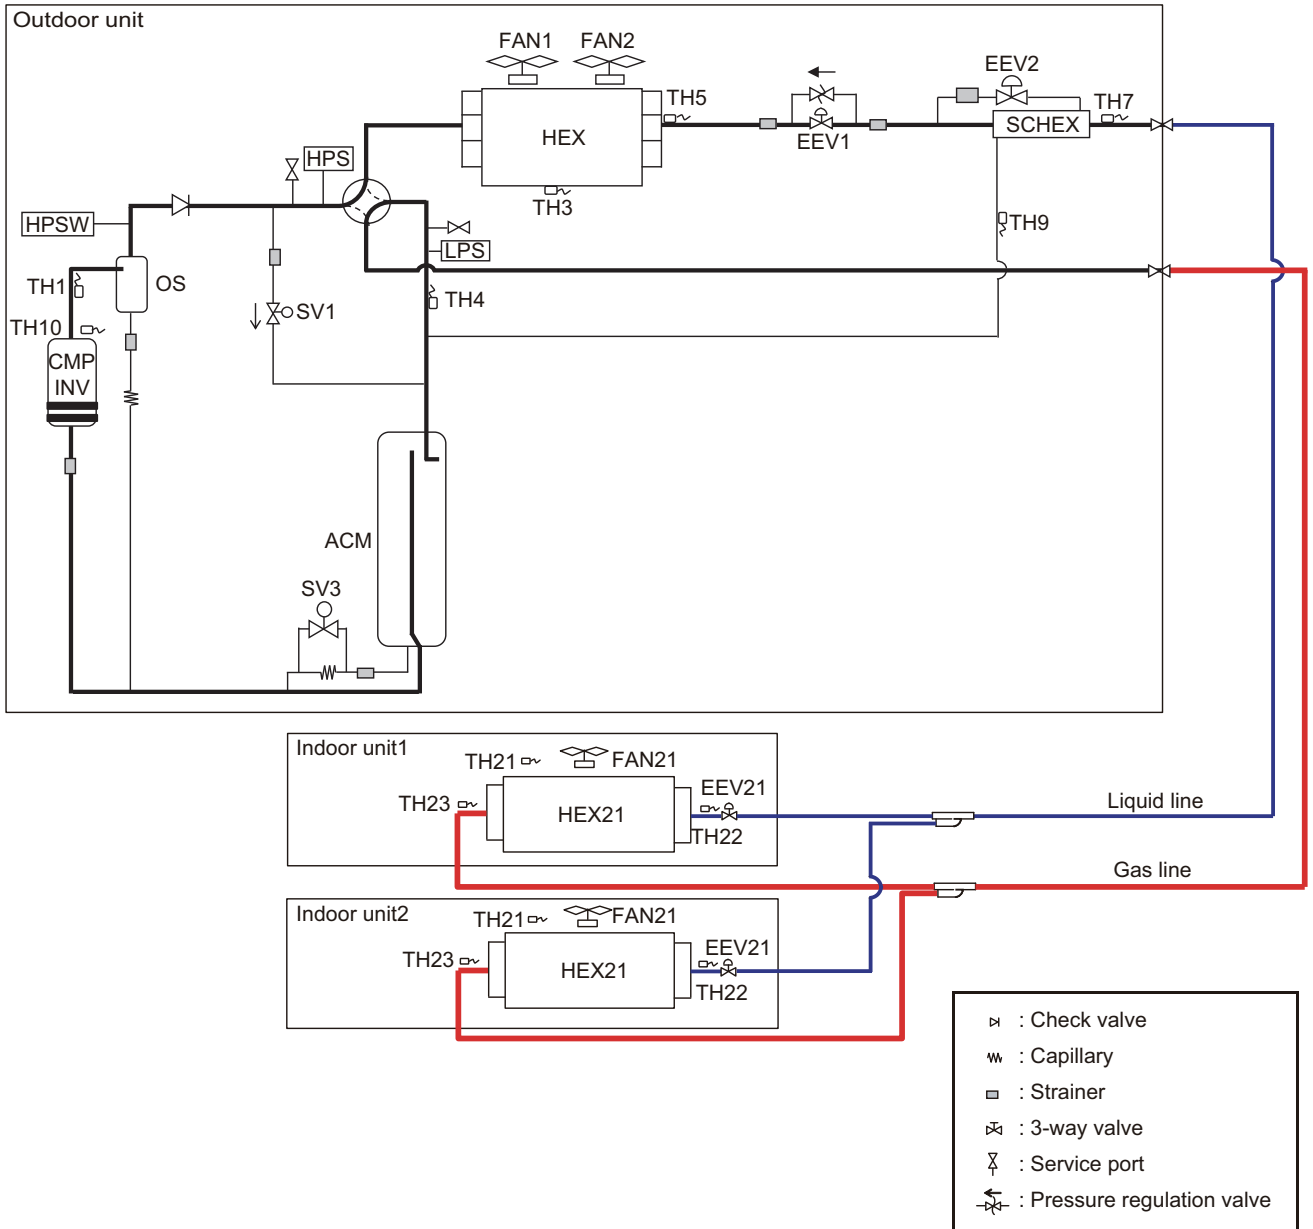 Outdoor unit
FAN1
FAN2
EEV2
TH5
TH7
HEX
EEV1
SCHEX
HPS
TH3
HPSW
TH9
LPS
TH1
OS
TH4
SV1
TH10
CMP
INV
ACM
SV3
Indoor unit1
TH21
FAN21
EEV21
TH23
HEX21
TH22
Liquid line
Gas line
Indoor unit2
TH21
FAN21
EEV21
TH23
HEX21
TH22
: Check valve
: Capillary
: Strainer
: 3-way valve
: Service port
: Pressure regulation valve